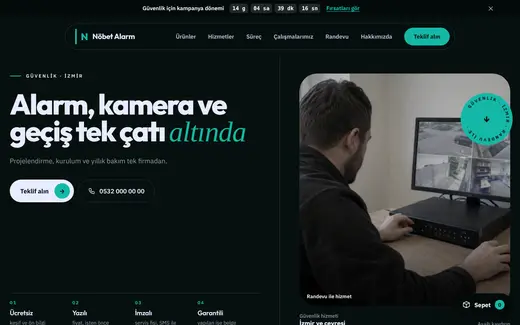 Güvenlik için kampanya dönemi 14 g 04 sa 39 dk 16 sn Fırsatları gör
N Nöbet Alarm
Ürünler Hizmetler Süreç Çalışmalarımız Randevu Hakkımızda Teklif alın
GÜVENLİK · İZMİR
Alarm, kamera ve
geçiş tek çatı altında
Projelendirme, kurulum ve yıllık bakım tek firmadan.
Teklif alın
0532 000 00 00
GÜVENLİK · İZMİR
Randevu ile hizmet
Sepet 0
Güvenlik hizmeti
İzmir ve çevresi
01 02 03 04
Ücretsiz Yazılı İmzalı Garantili